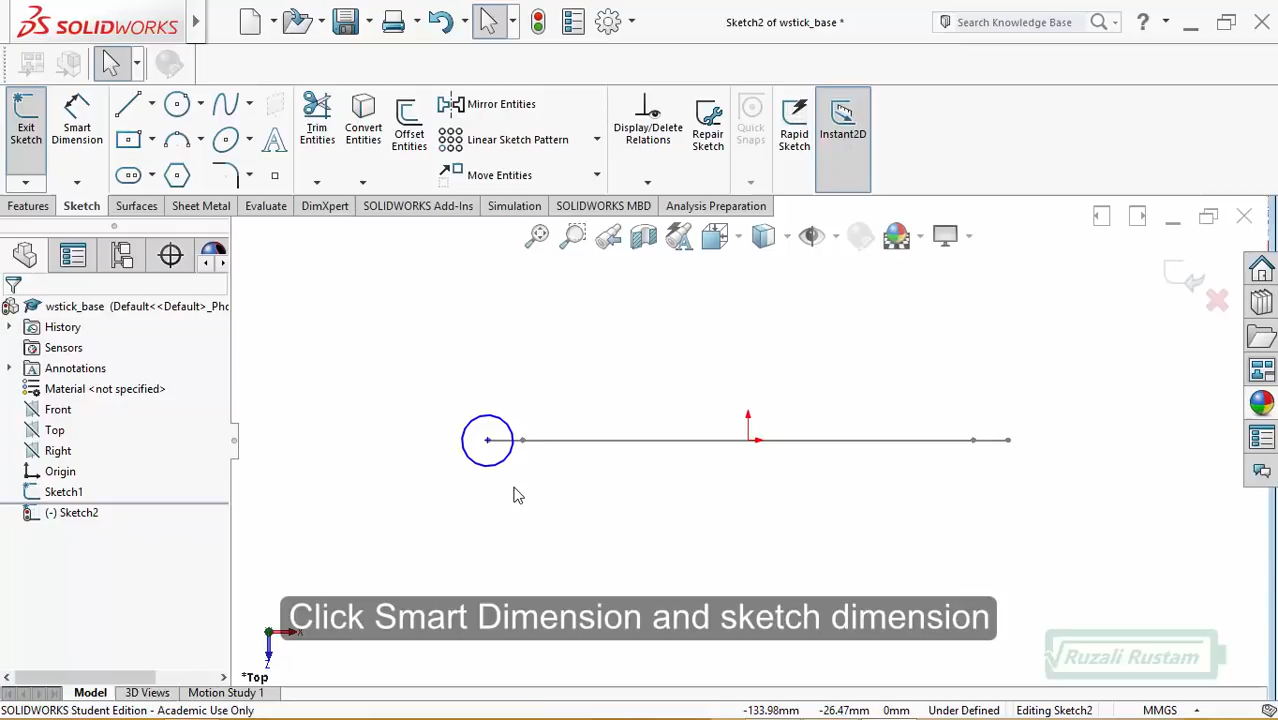 SOLIDWORKS
Sketch2 of wstick_base *
Search Knowledge Base
Exit Sketch
Smart Dimension
Trim Entities
Convert Entities
Offset Entities
Mirror Entities
Linear Sketch Pattern
Move Entities
Display/Delete Relations
Repair Sketch
Quick Snaps
Rapid Sketch
Instant2D
Features
Sketch
Surfaces
Sheet Metal
Evaluate
DimXpert
SOLIDWORKS Add-Ins
Simulation
SOLIDWORKS MBD
Analysis Preparation
wstick_base (Default<<Default>_Pho
History
Sensors
Annotations
Material <not specified>
Front
Top
Right
Origin
Sketch1
(-) Sketch2
Click Smart Dimension and sketch dimension
X
Z
*Top
Ruzali Rustam
Model
3D Views
Motion Study 1
SOLIDWORKS Student Edition - Academic Use Only
-133.98mm
-26.47mm
0mm
Under Defined
Editing Sketch2
MMGS